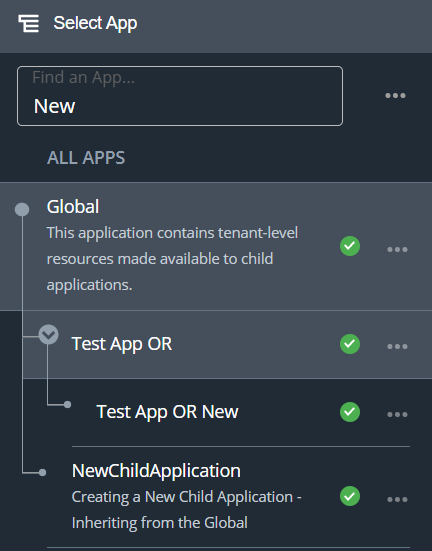 Select App
Find an App...
New
ALL APPS
Global
This application contains tenant-level
resources made available to child
applications.
Test App OR
Test App OR New
NewChildApplication
Creating a New Child Application -
Inheriting from the Global